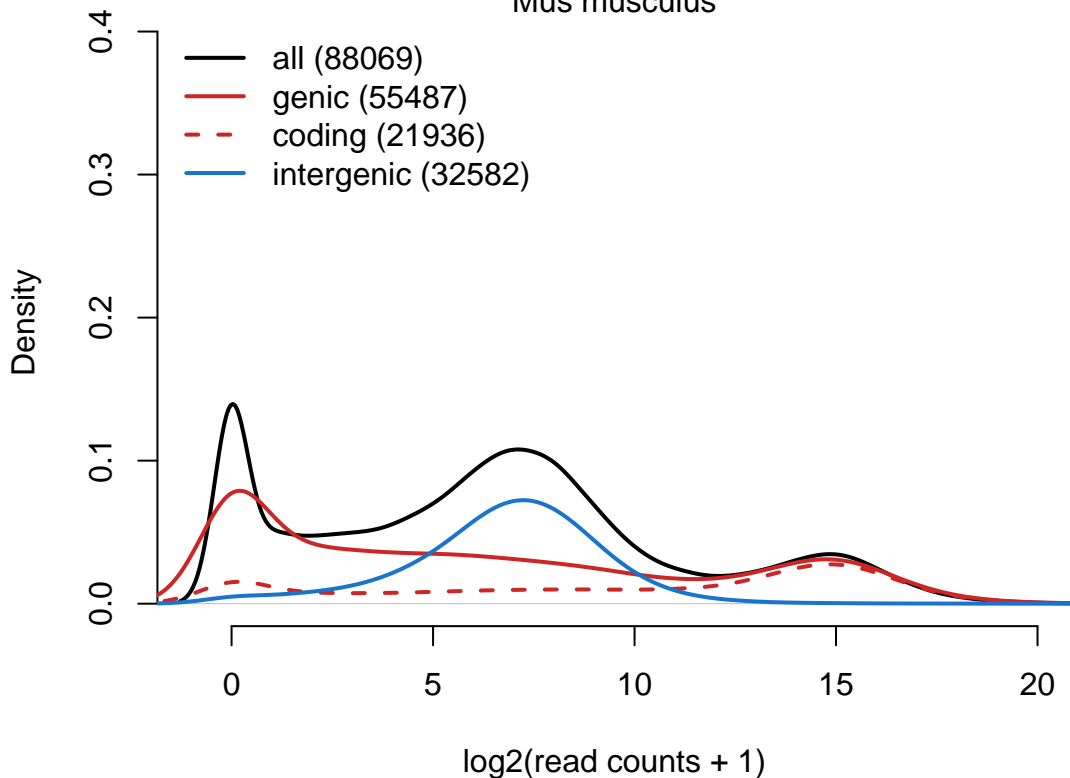 Mus musculus
0.4
all (88069)
genic (55487)
coding (21936)
intergenic (32582)
0.3
0.2
0.1
0.0
Density
0 5 10 15 20
log2(read counts + 1)